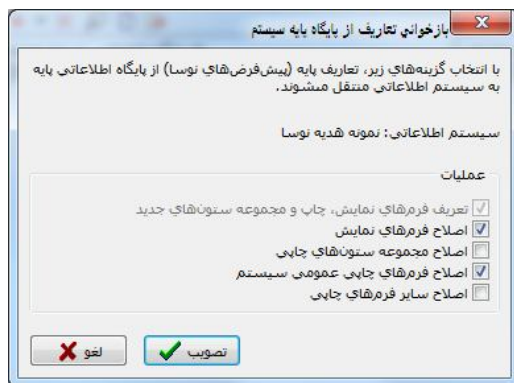 بازخواني تعاريف از پايگاه پايه سيستم
با انتخاب گزينه‌هاي زير، تعاريف پايه (پيش‌فرض‌هاي نوسا) از پايگاه اطلاعاتي پايه
به سيستم اطلاعاتي منتقل ميشوند.
سيستم اطلاعاتي: نمونه هديه نوسا
عمليات
تعريف فرم‌هاي نمايش، چاپ و مجموعه ستون‌هاي جديد
اصلاح فرم‌هاي نمايش
اصلاح مجموعه ستون‌هاي چاپي
اصلاح فرم‌هاي چاپي عمومي سيستم
اصلاح ساير فرم‌هاي چاپي
تصويب
لغو